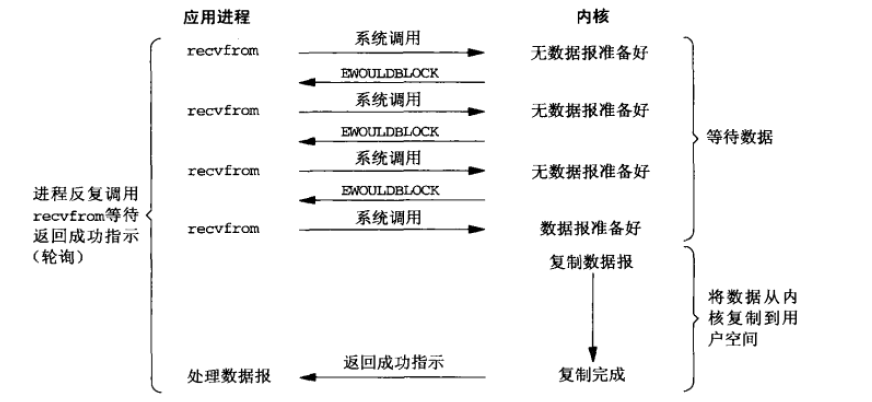 应用进程 内核
recvfrom 系统调用 无数据报准备好
EWOULDBLOCK
recvfrom 系统调用 无数据报准备好
EWOULDBLOCK
recvfrom 系统调用 无数据报准备好
EWOULDBLOCK
recvfrom 系统调用 数据报准备好
等待数据
进程反复调用
recvfrom等待
返回成功指示
（轮询）
复制数据报
将数据从内
核复制到用
户空间
处理数据报 返回成功指示 复制完成